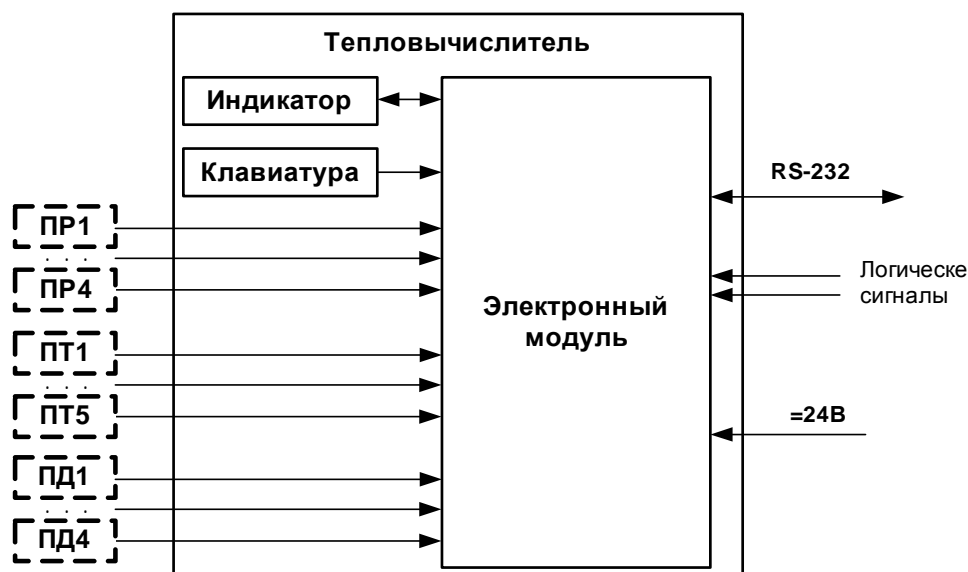 Тепловычислитель
Индикатор
Клавиатура
ПР1
. . .
ПР4
ПТ1
. . .
ПТ5
ПД1
. . .
ПД4
Электронный
модуль
RS-232
Логическе
сигналы
=24В